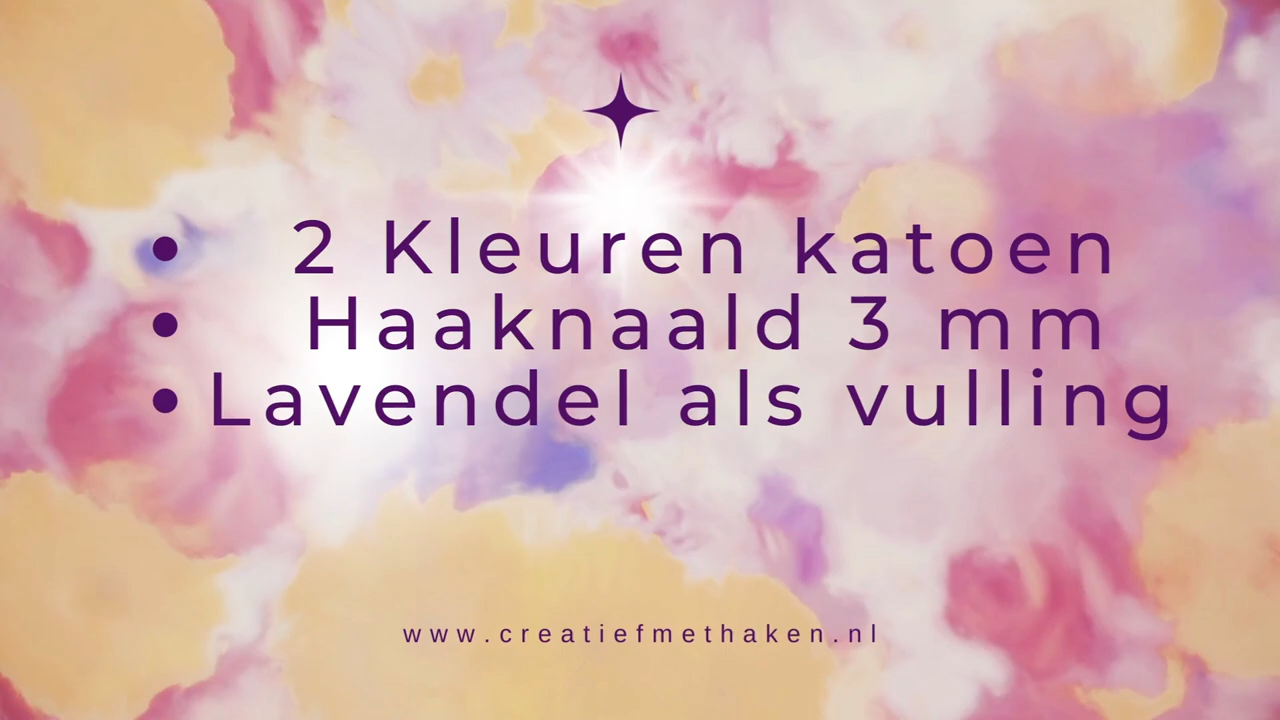 • 2 Kleuren katoen
• Haaknaald 3 mm
• Lavendel als vulling
www.creatiefmethaken.nl